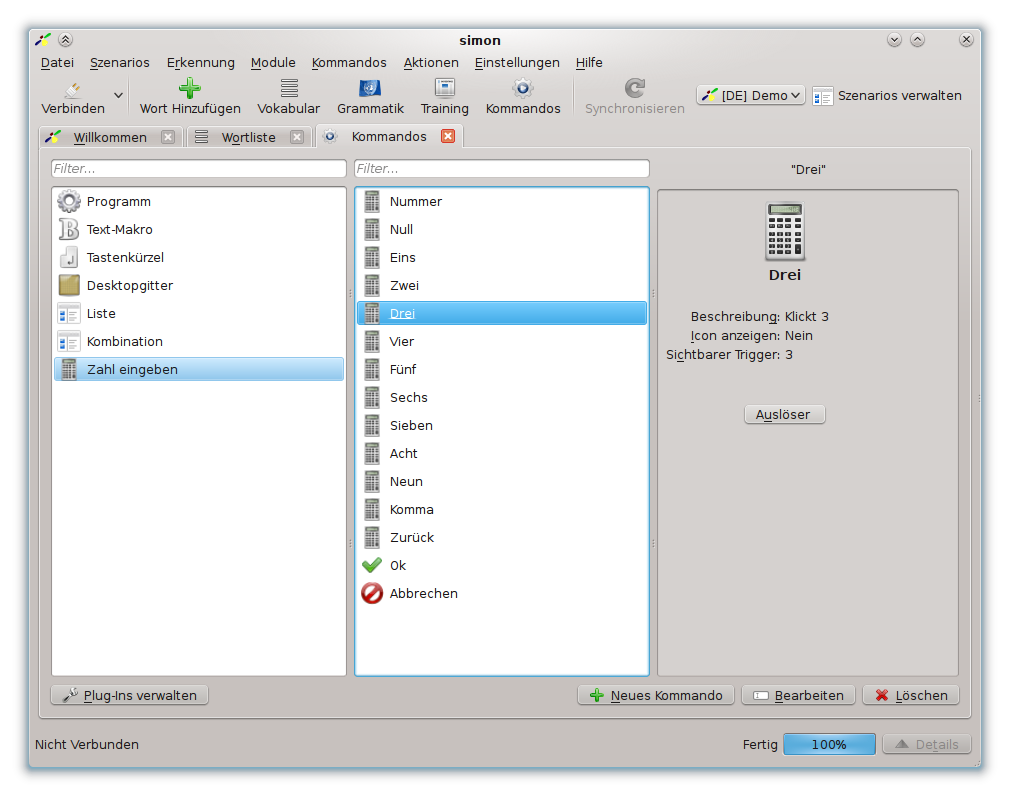 simon
Datei Szenarios Erkennung Module Kommandos Aktionen Einstellungen Hilfe
Verbinden Wort Hinzufügen Vokabular Grammatik Training Kommandos Synchronisieren [DE] Demo Szenarios verwalten
Willkommen Wortliste Kommandos
Filter...
Programm
Text-Makro
Tastenkürzel
Desktopgitter
Liste
Kombination
Zahl eingeben
Filter...
Nummer
Null
Eins
Zwei
Drei
Vier
Fünf
Sechs
Sieben
Acht
Neun
Komma
Zurück
Ok
Abbrechen
"Drei"
Drei
Beschreibung: Klickt 3
Icon anzeigen: Nein
Sichtbarer Trigger: 3
Auslöser
Plug-Ins verwalten Neues Kommando Bearbeiten Löschen
Nicht Verbunden Fertig 100% Details